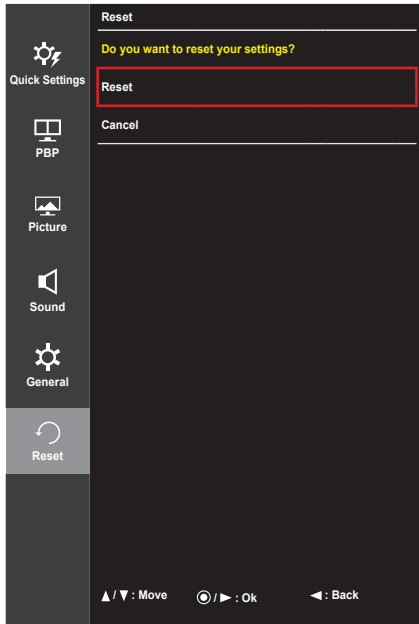 Reset
Do you want to reset your settings?
Reset
Cancel
Quick Settings
PBP
Picture
Sound
General
Reset
▲ / ▼ : Move ◉ / ► : Ok ◄ : Back